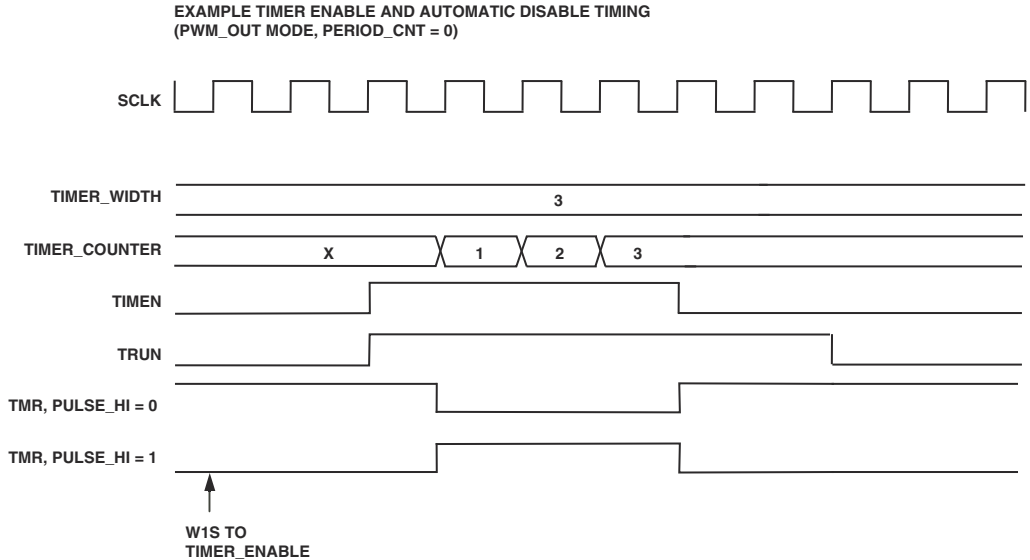 EXAMPLE TIMER ENABLE AND AUTOMATIC DISABLE TIMING
(PWM_OUT MODE, PERIOD_CNT = 0)
SCLK
TIMER_WIDTH
3
TIMER_COUNTER
X
1
2
3
TIMEN
TRUN
TMR, PULSE_HI = 0
TMR, PULSE_HI = 1
W1S TO
TIMER_ENABLE